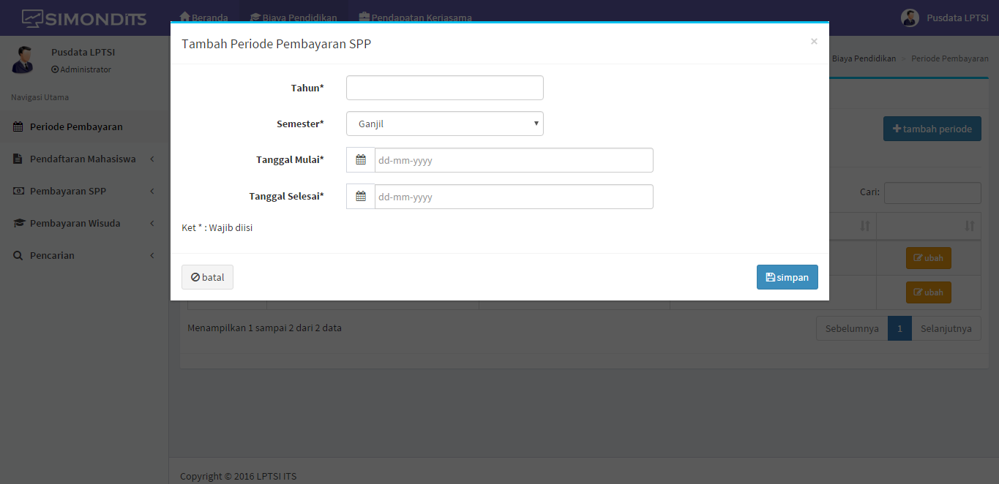 SIMONDITS
Beranda
Biaya Pendidikan
Pendapatan Kerjasama
Pusdata LPTSI
Pusdata LPTSI
Administrator
Navigasi Utama
Periode Pembayaran
Pendaftaran Mahasiswa
Pembayaran SPP
Pembayaran Wisuda
Pencarian
Biaya Pendidikan > Periode Pembayaran
tambah periode
Cari:
ubah
ubah
Tambah Periode Pembayaran SPP ×
Tahun*
Semester* Ganjil
Tanggal Mulai* dd-mm-yyyy
Tanggal Selesai* dd-mm-yyyy
Ket * : Wajib diisi
batal
simpan
Menampilkan 1 sampai 2 dari 2 data
Sebelumnya 1 Selanjutnya
Copyright © 2016 LPTSI ITS